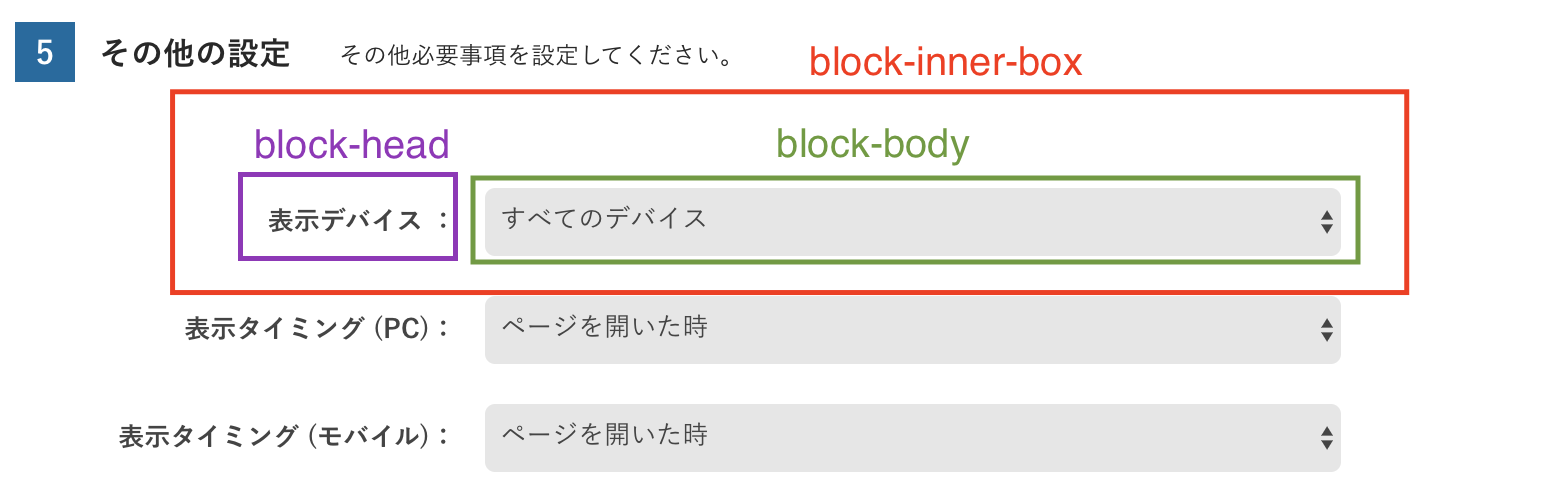 5 その他の設定 その他必要事項を設定してください。 block-inner-box
block-head block-body
表示デバイス ： すべてのデバイス
表示タイミング (PC)： ページを開いた時
表示タイミング (モバイル)： ページを開いた時